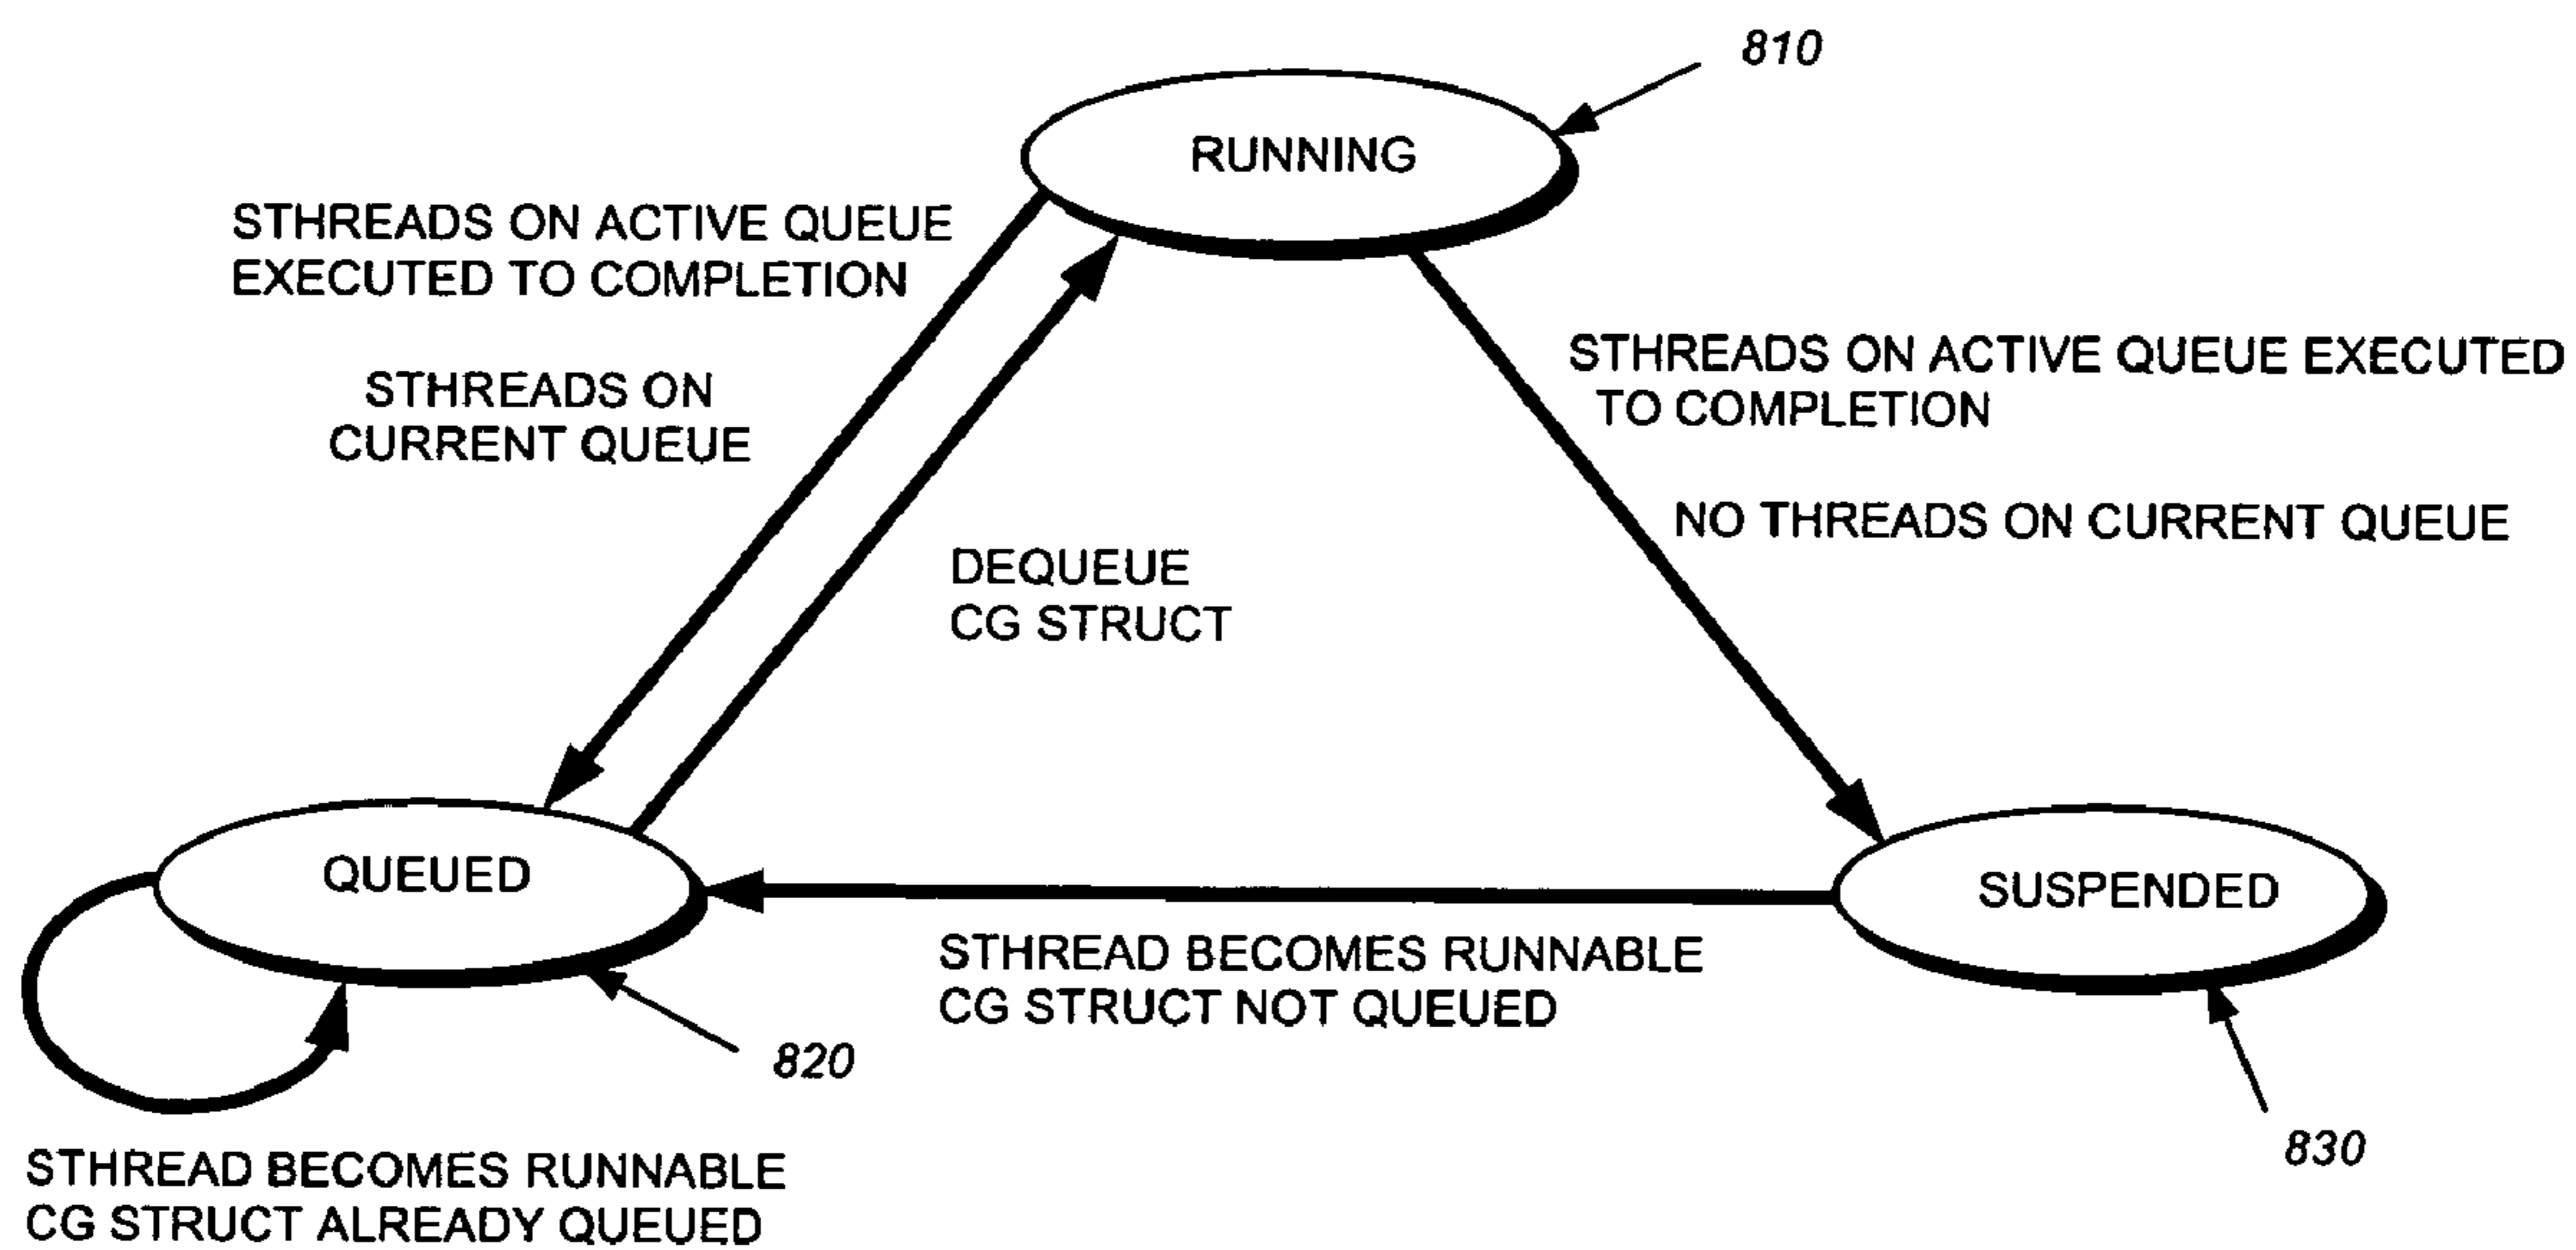 810
RUNNING
STHREADS ON ACTIVE QUEUE
EXECUTED TO COMPLETION
STHREADS ON
CURRENT QUEUE
STHREADS ON ACTIVE QUEUE EXECUTED
TO COMPLETION
NO THREADS ON CURRENT QUEUE
DEQUEUE
CG STRUCT
QUEUED
SUSPENDED
STHREAD BECOMES RUNNABLE
CG STRUCT NOT QUEUED
820
830
STHREAD BECOMES RUNNABLE
CG STRUCT ALREADY QUEUED